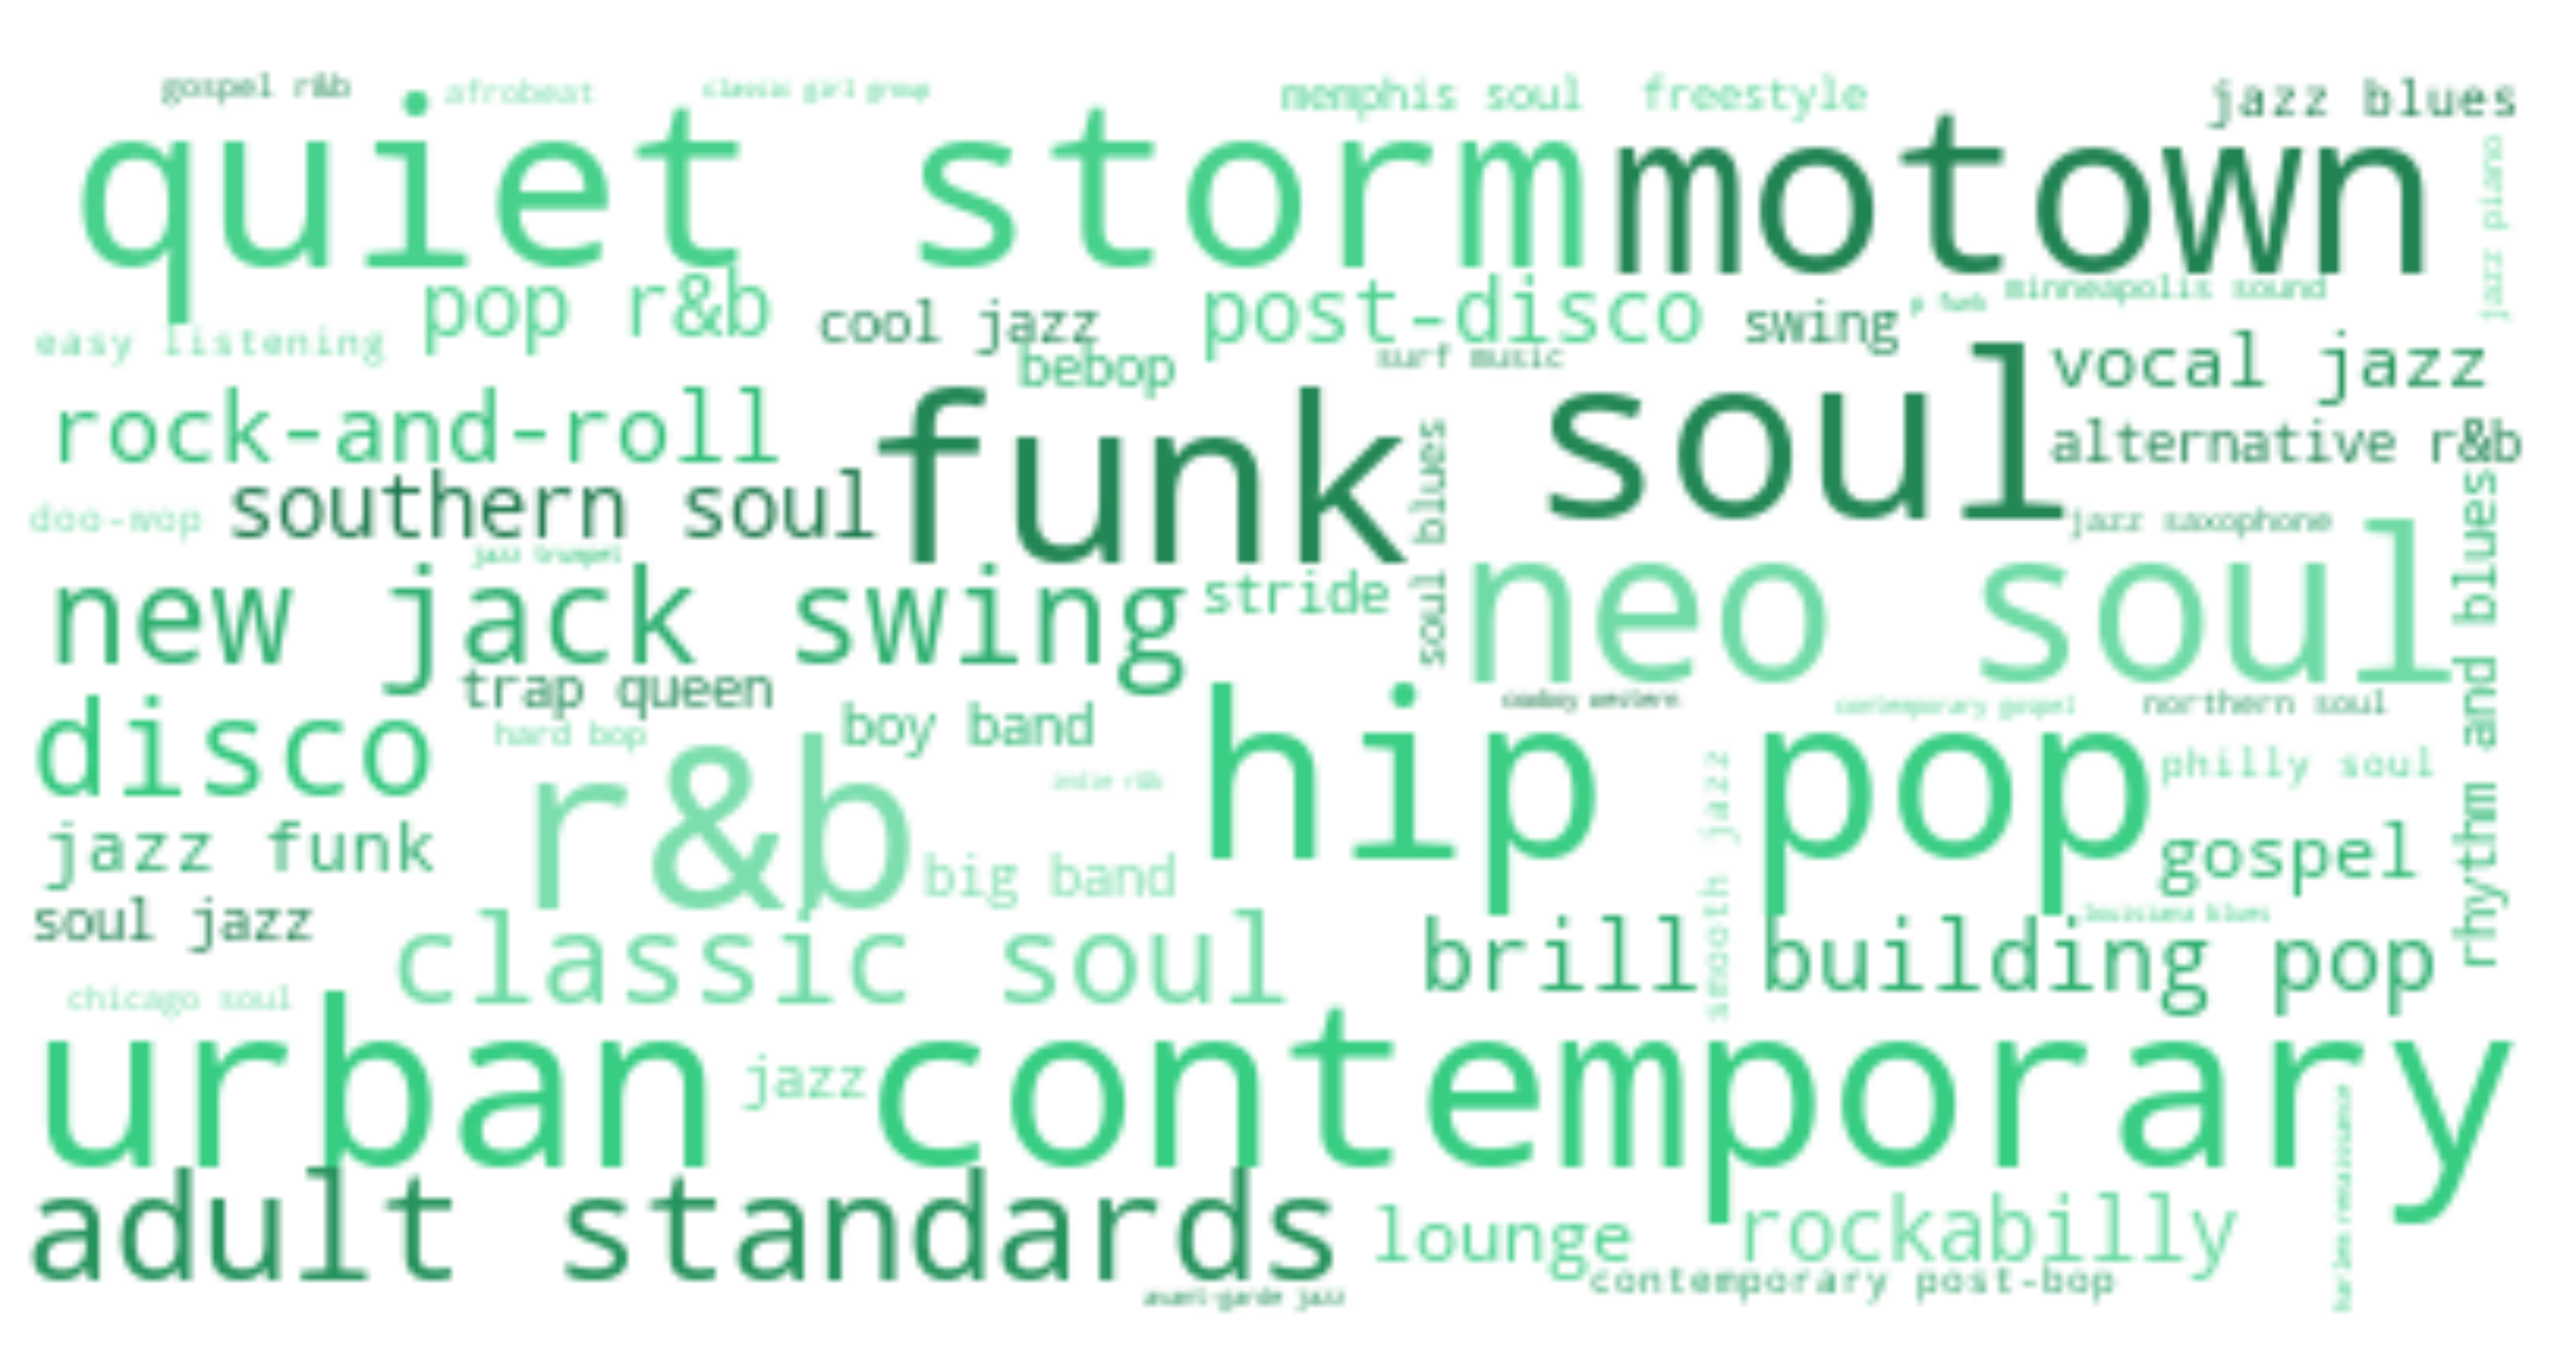 gospel r&b
afrobeat
classic girl group
memphis soul
freestyle
jazz blues
quiet storm
motown
jazz piano
pop r&b
cool jazz
post-disco
swing
p funk
minneapolis sound
easy listening
bebop
surf music
vocal jazz
rock-and-roll
funk
soul
alternative r&b
southern soul
soul blues
doo-wop
jazz saxophone
jazz trumpet
new jack swing
stride
neo soul
rhythm and blues
trap queen
cowboy western
contemporary gospel
northern soul
disco
hard bop
boy band
hip pop
philly soul
r&b
indie r&b
smooth jazz
jazz funk
big band
gospel
soul jazz
classic soul
louisiana blues
brill building pop
chicago soul
urban contemporary
jazz
harlem renaissance
adult standards
lounge
rockabilly
contemporary post-bop
avant-garde jazz